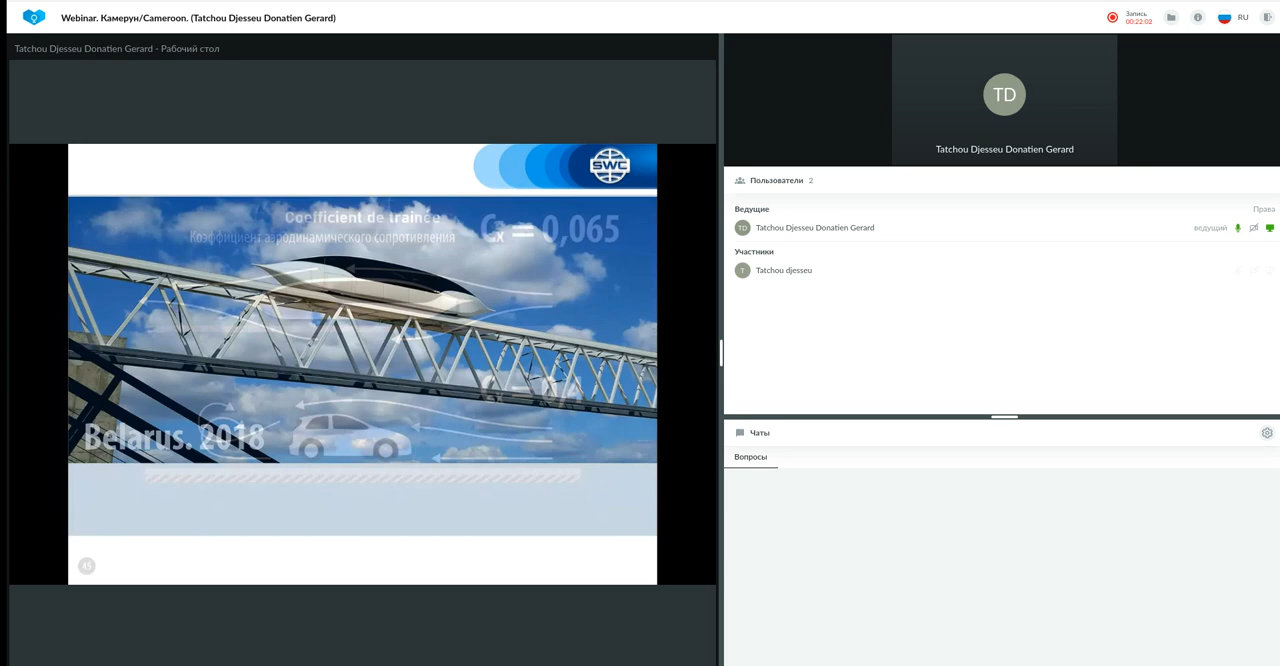 Webinar. Камерун/Cameroon. (Tatchou Djesseu Donatien Gerard)
Запись
00:22:02
RU
Tatchou Djesseu Donatien Gerard - Рабочий стол
SWC
Coefficient de traînée
Коэффициент аэродинамического сопротивления
Cx = 0,065
Belarus. 2018
45
TD
Tatchou Djesseu Donatien Gerard
Пользователи 2
Ведущие
Права
TD
Tatchou Djesseu Donatien Gerard
ведущий
Участники
T
Tatchou djesseu
Чаты
Вопросы